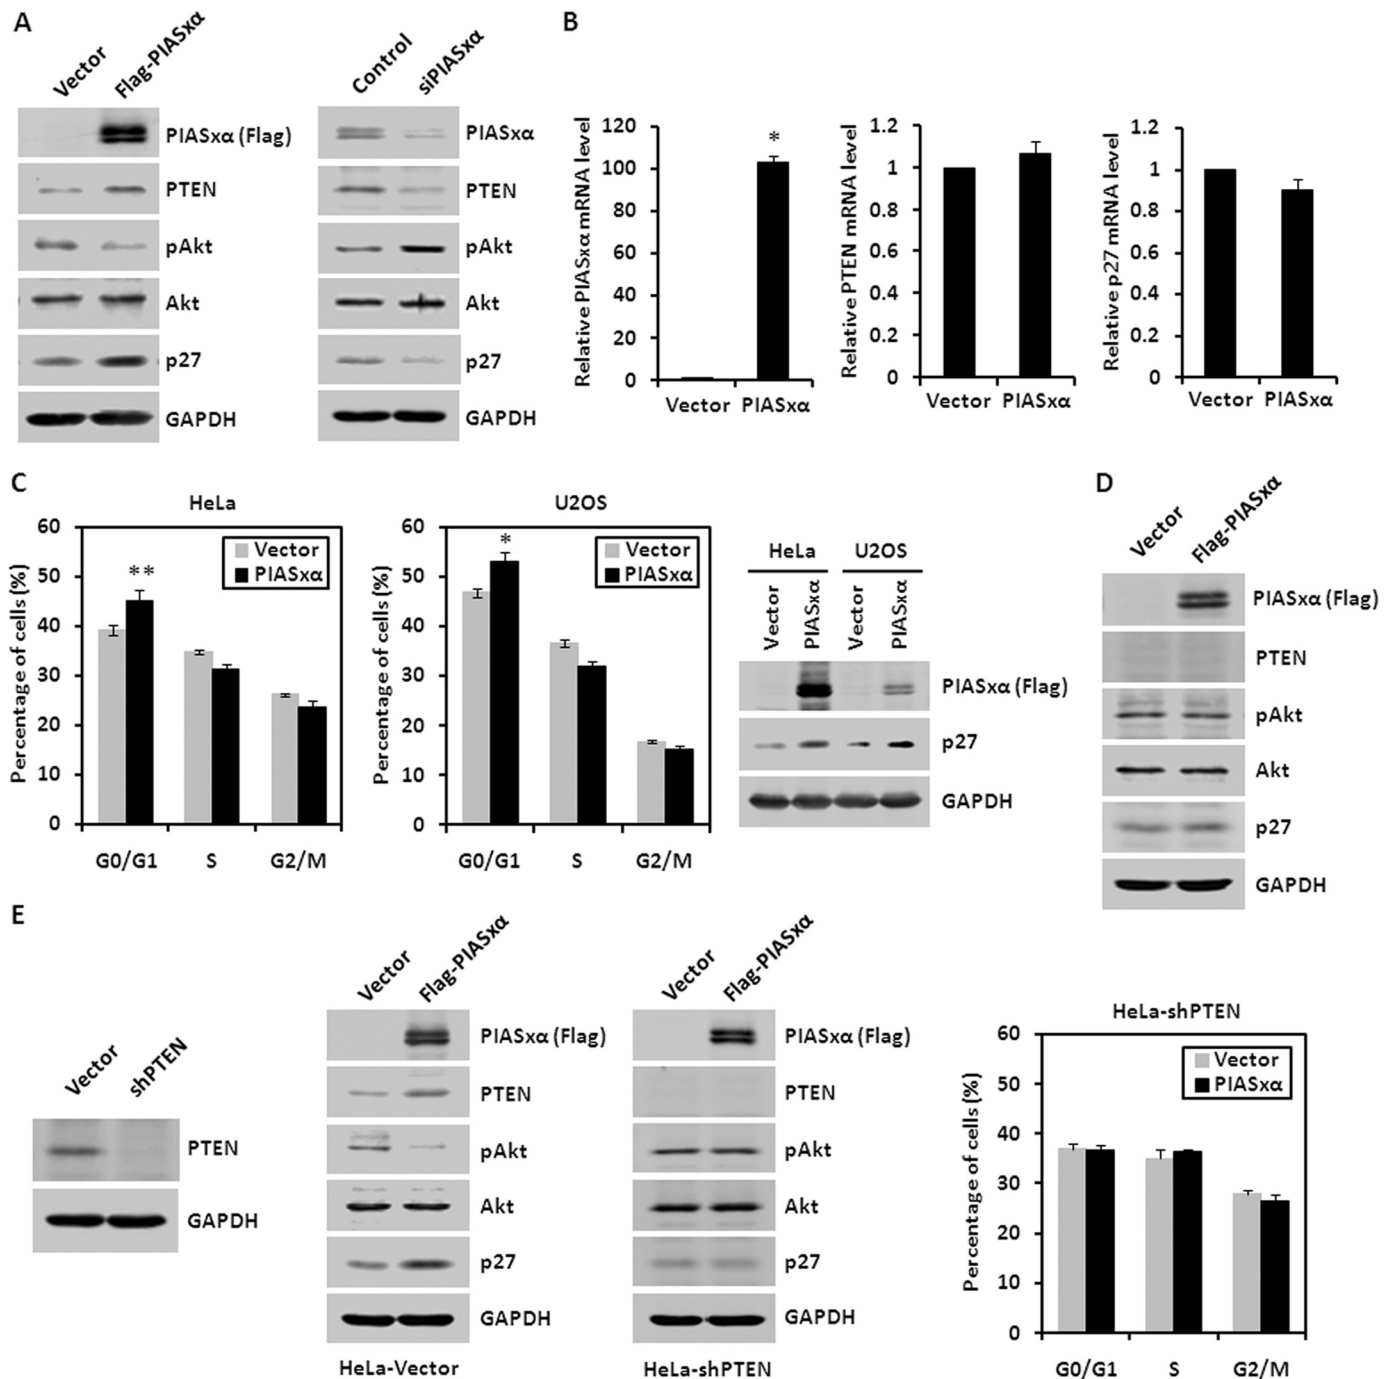 A
Vector
Flag-PIASxα
PIASxα (Flag)
PTEN
pAkt
Akt
p27
GAPDH
Control
siPIASxα
PIASxα
PTEN
pAkt
Akt
p27
GAPDH
B
Relative PIASxα mRNA level
120
100
80
60
40
20
0
*
Vector PIASxα
Relative PTEN mRNA level
1.2
1
0.8
0.6
0.4
0.2
0
Vector PIASxα
Relative p27 mRNA level
1.2
1
0.8
0.6
0.4
0.2
0
Vector PIASxα
C
HeLa
Percentage of cells (%)
60
50
40
30
20
10
0
**
Vector
PIASxα
G0/G1 S G2/M
U2OS
Percentage of cells (%)
60
50
40
30
20
10
0
*
Vector
PIASxα
G0/G1 S G2/M
HeLa U2OS
Vector
PIASxα
Vector
PIASxα
PIASxα (Flag)
p27
GAPDH
D
Vector
Flag-PIASxα
PIASxα (Flag)
PTEN
pAkt
Akt
p27
GAPDH
E
Vector
shPTEN
PTEN
GAPDH
Vector
Flag-PIASxα
PIASxα (Flag)
PTEN
pAkt
Akt
p27
GAPDH
HeLa-Vector
Vector
Flag-PIASxα
PIASxα (Flag)
PTEN
pAkt
Akt
p27
GAPDH
HeLa-shPTEN
HeLa-shPTEN
Percentage of cells (%)
60
50
40
30
20
10
0
Vector
PIASxα
G0/G1 S G2/M